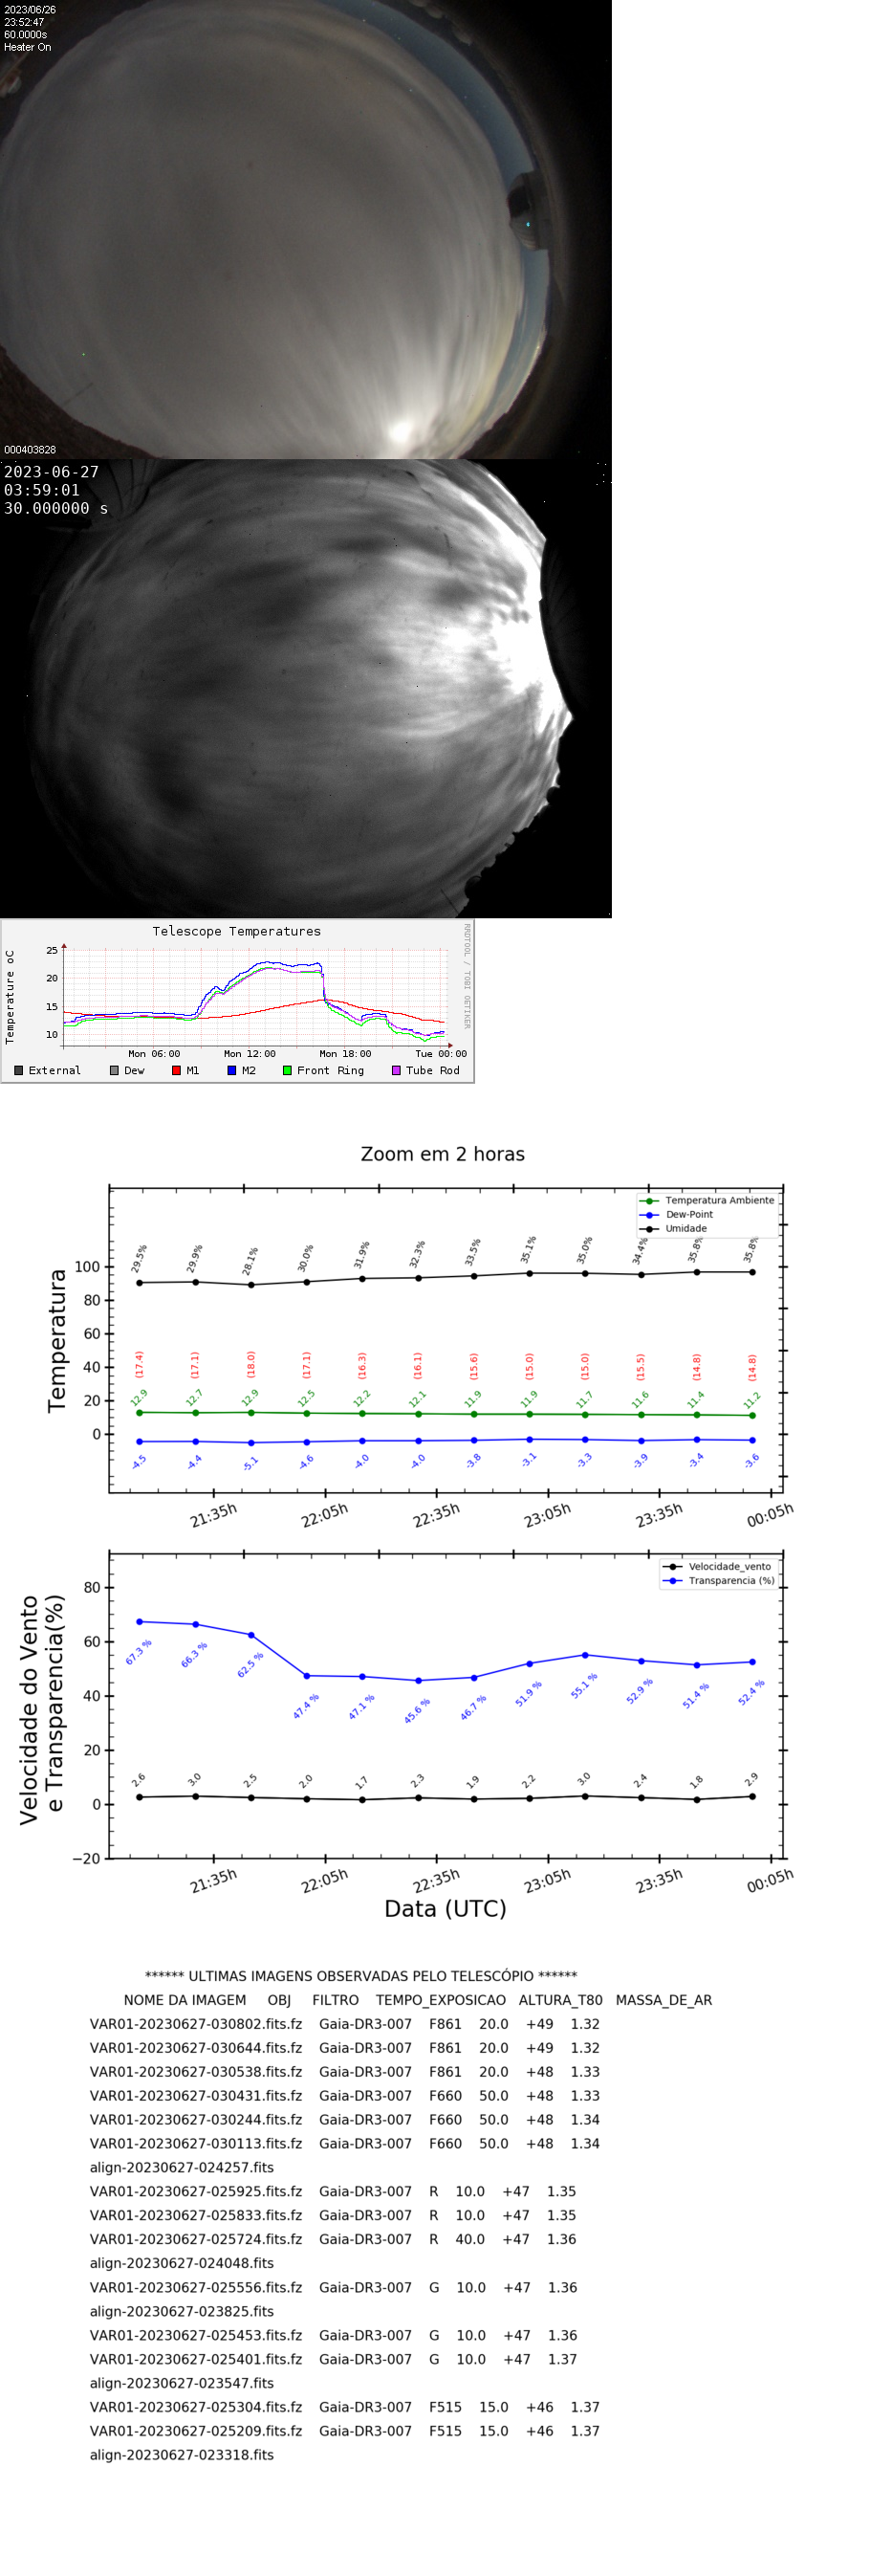 2023/06/26
23:52:47
60.0000s
Heater On
000403828
2023-06-27
03:59:01
30.000000 s
Telescope Temperatures
Temperature oC
25
20
15
10
Mon 06:00 Mon 12:00 Mon 18:00 Tue 00:00
External Dew M1 M2 Front Ring Tube Rod
RRDTOOL / TOBI OETIKER
Zoom em 2 horas
Temperatura Ambiente
Dew-Point
Umidade
Temperatura
100
80
60
40
20
0
29.5% 29.9% 28.1% 30.0% 31.9% 32.3% 33.5% 35.1% 35.0% 34.4% 35.8% 35.8%
(17.4) (17.1) (18.0) (17.1) (16.3) (16.1) (15.6) (15.0) (15.0) (15.5) (14.8) (14.8)
12.9 12.7 12.9 12.5 12.2 12.1 11.9 11.9 11.7 11.6 11.4 11.2
-4.5 -4.4 -5.1 -4.6 -4.0 -4.0 -3.8 -3.1 -3.3 -3.9 -3.4 -3.6
21:35h 22:05h 22:35h 23:05h 23:35h 00:05h
Velocidade_vento
Transparencia (%)
Velocidade do Vento
e Transparencia(%)
80
60
40
20
0
−20
67.3 % 66.3 % 62.5 % 47.4 % 47.1 % 45.6 % 46.7 % 51.9 % 55.1 % 52.9 % 51.4 % 52.4 %
2.6 3.0 2.5 2.0 1.7 2.3 1.9 2.2 3.0 2.4 1.8 2.9
21:35h 22:05h 22:35h 23:05h 23:35h 00:05h
Data (UTC)
****** ULTIMAS IMAGENS OBSERVADAS PELO TELESCÓPIO ******
NOME DA IMAGEM OBJ FILTRO TEMPO_EXPOSICAO ALTURA_T80 MASSA_DE_AR
VAR01-20230627-030802.fits.fz Gaia-DR3-007 F861 20.0 +49 1.32
VAR01-20230627-030644.fits.fz Gaia-DR3-007 F861 20.0 +49 1.32
VAR01-20230627-030538.fits.fz Gaia-DR3-007 F861 20.0 +48 1.33
VAR01-20230627-030431.fits.fz Gaia-DR3-007 F660 50.0 +48 1.33
VAR01-20230627-030244.fits.fz Gaia-DR3-007 F660 50.0 +48 1.34
VAR01-20230627-030113.fits.fz Gaia-DR3-007 F660 50.0 +48 1.34
align-20230627-024257.fits
VAR01-20230627-025925.fits.fz Gaia-DR3-007 R 10.0 +47 1.35
VAR01-20230627-025833.fits.fz Gaia-DR3-007 R 10.0 +47 1.35
VAR01-20230627-025724.fits.fz Gaia-DR3-007 R 40.0 +47 1.36
align-20230627-024048.fits
VAR01-20230627-025556.fits.fz Gaia-DR3-007 G 10.0 +47 1.36
align-20230627-023825.fits
VAR01-20230627-025453.fits.fz Gaia-DR3-007 G 10.0 +47 1.36
VAR01-20230627-025401.fits.fz Gaia-DR3-007 G 10.0 +47 1.37
align-20230627-023547.fits
VAR01-20230627-025304.fits.fz Gaia-DR3-007 F515 15.0 +46 1.37
VAR01-20230627-025209.fits.fz Gaia-DR3-007 F515 15.0 +46 1.37
align-20230627-023318.fits